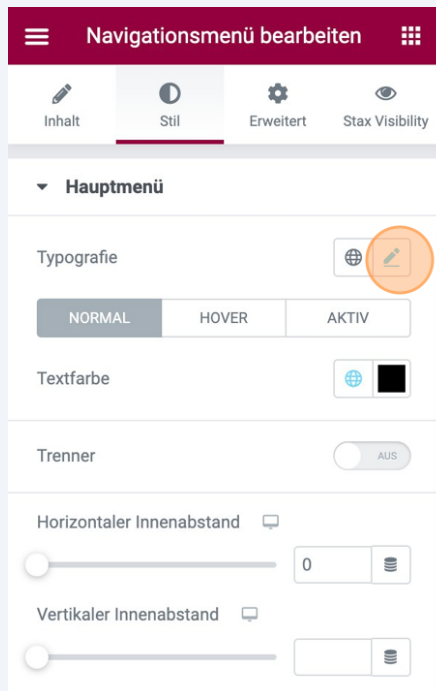 Navigationsmenü bearbeiten
Inhalt Stil Erweitert Stax Visibility
Hauptmenü
Typografie
NORMAL HOVER AKTIV
Textfarbe
Trenner AUS
Horizontaler Innenabstand
0
Vertikaler Innenabstand